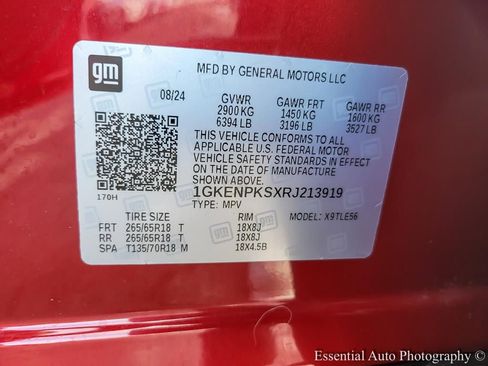 gm
MFD BY GENERAL MOTORS LLC
08/24 GVWR GAWR FRT GAWR RR
2900 KG 1450 KG 1600 KG
6394 LB 3196 LB 3527 LB
THIS VEHICLE CONFORMS TO ALL
APPLICABLE U.S. FEDERAL MOTOR
VEHICLE SAFETY STANDARDS IN EFFECT
ON THE DATE OF MANUFACTURE
SHOWN ABOVE.
170H
1GKENPKSXRJ213919
TYPE: MPV MODEL: X9TLE56
TIRE SIZE RIM
FRT 265/65R18 T 18X8J
RR 265/65R18 T 18X8J
SPA T135/70R18 M 18X4.5B
Essential Auto Photography ©